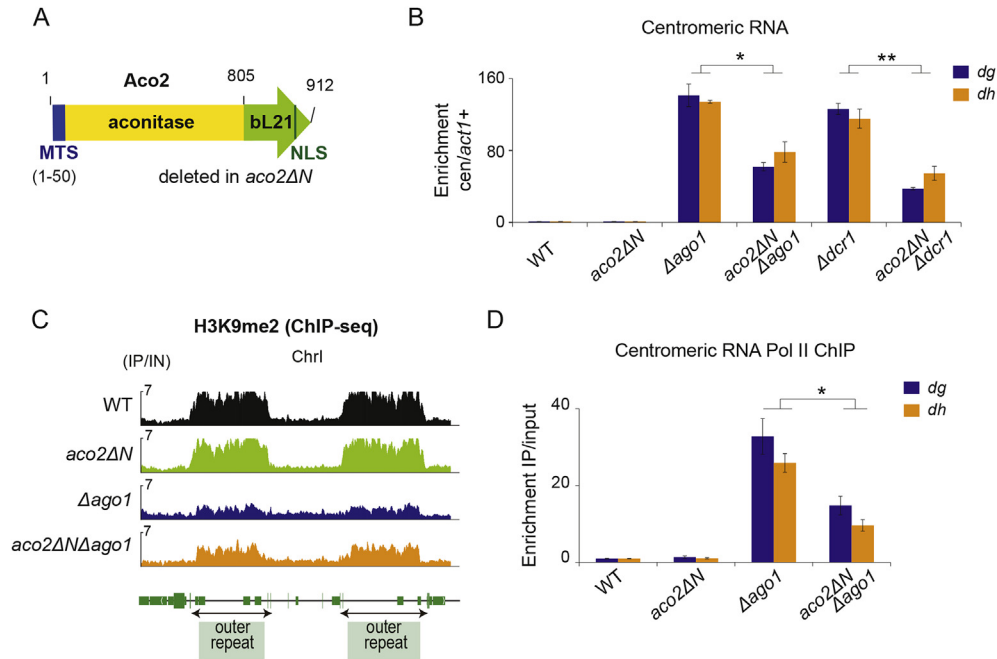 A
1
Aco2
805
912
aconitase
bL21
MTS
NLS
(1-50)
deleted in aco2ΔN
B
Centromeric RNA
Enrichment
cen/act1+
160
80
0
*
**
dg
dh
WT
aco2ΔN
Δago1
aco2ΔN
Δago1
Δdcr1
aco2ΔN
Δdcr1
C
H3K9me2 (ChIP-seq)
(IP/IN)
ChrI
7
WT
7
aco2ΔN
7
Δago1
7
aco2ΔNΔago1
outer
repeat
outer
repeat
D
Centromeric RNA Pol II ChIP
Enrichment IP/input
40
20
0
*
dg
dh
WT
aco2ΔN
Δago1
aco2ΔN
Δago1